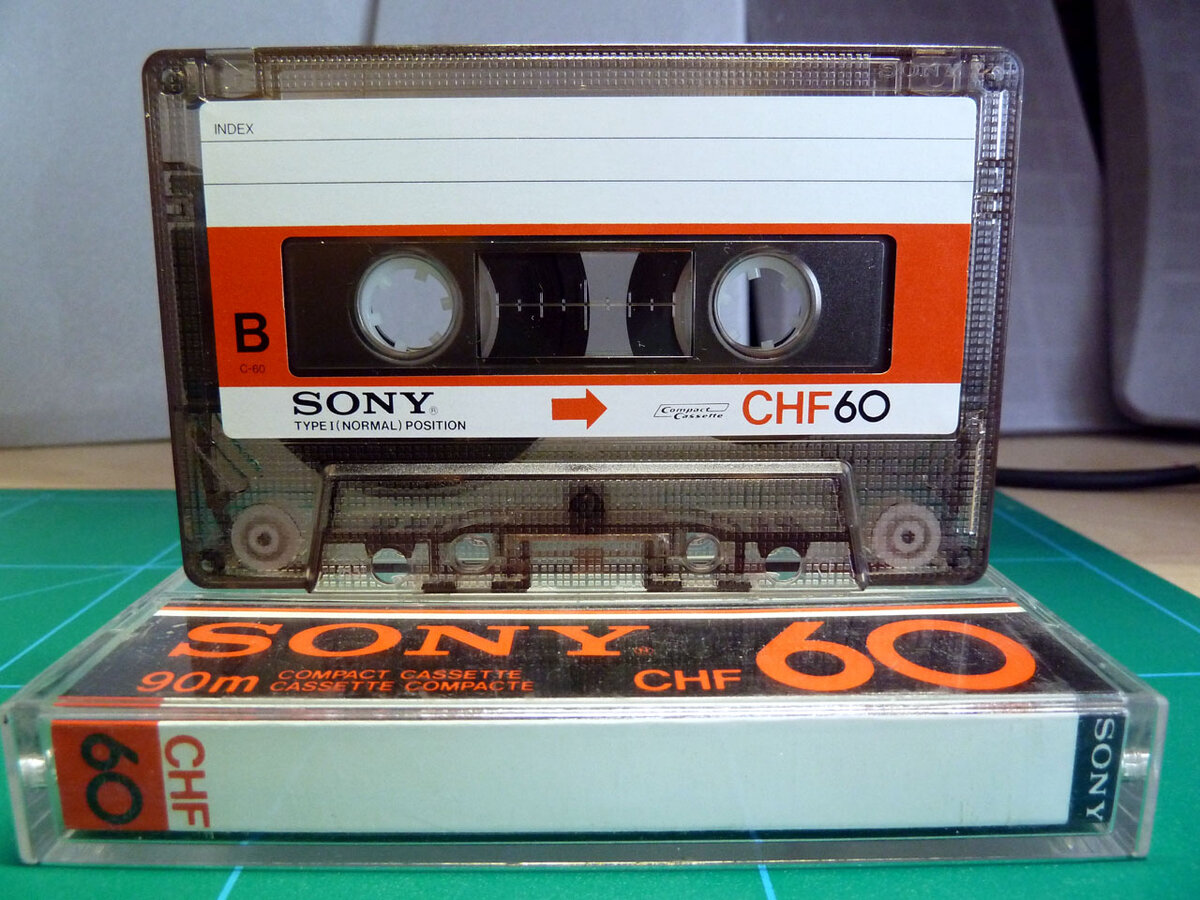 SONY
INDEX
B
C-60
SONY®
TYPE I (NORMAL) POSITION
Compact
Cassette
CHF60
SONY®
90m
COMPACT CASSETTE
CASSETTE COMPACTE
CHF
60
60
CHF
SONY